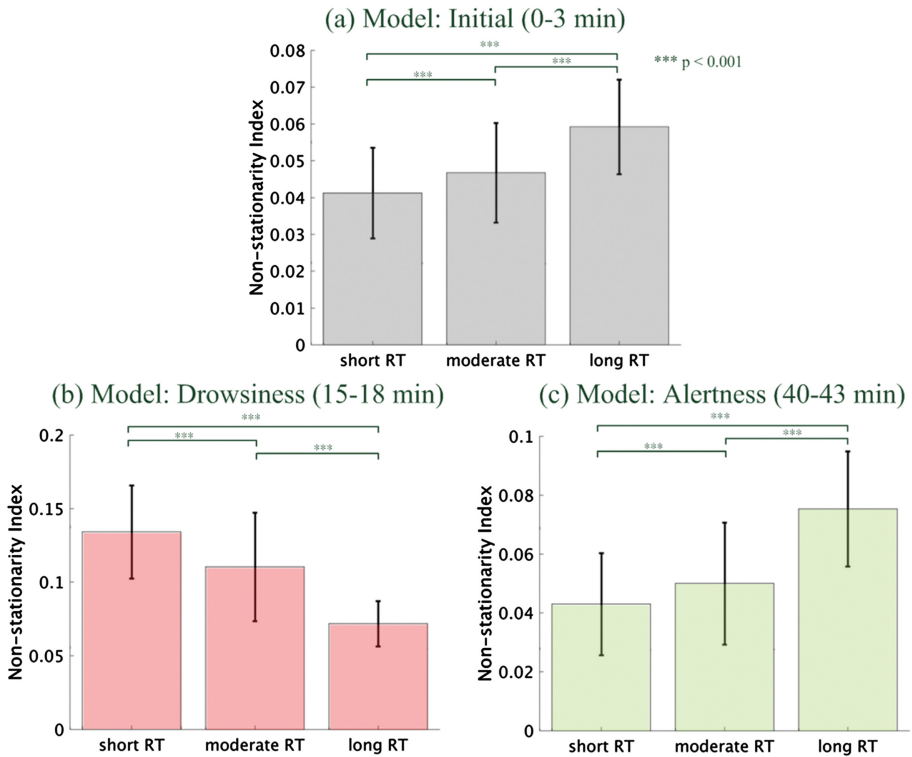 (a) Model: Initial (0-3 min)
Non-stationarity Index
0.08
0.07
0.06
0.05
0.04
0.03
0.02
0.01
0
***
***
***
*** p < 0.001
short RT
moderate RT
long RT
(b) Model: Drowsiness (15-18 min)
Non-stationarity Index
0.2
0.15
0.1
0.05
0
***
***
***
short RT
moderate RT
long RT
(c) Model: Alertness (40-43 min)
Non-stationarity Index
0.1
0.08
0.06
0.04
0.02
0
***
***
***
short RT
moderate RT
long RT